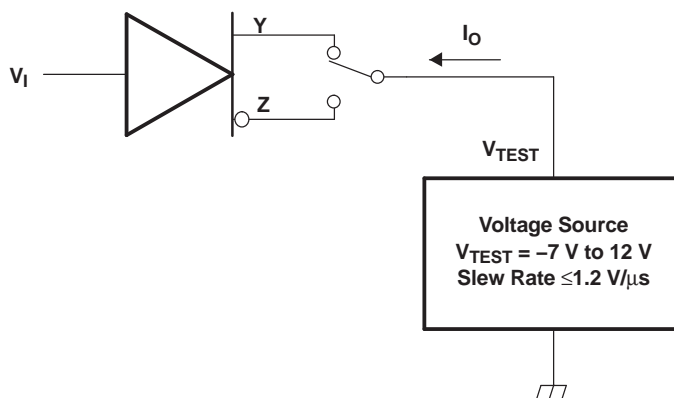 Y
I_O
V_I
Z
V_TEST
Voltage Source
V_TEST = –7 V to 12 V
Slew Rate ≤1.2 V/μs